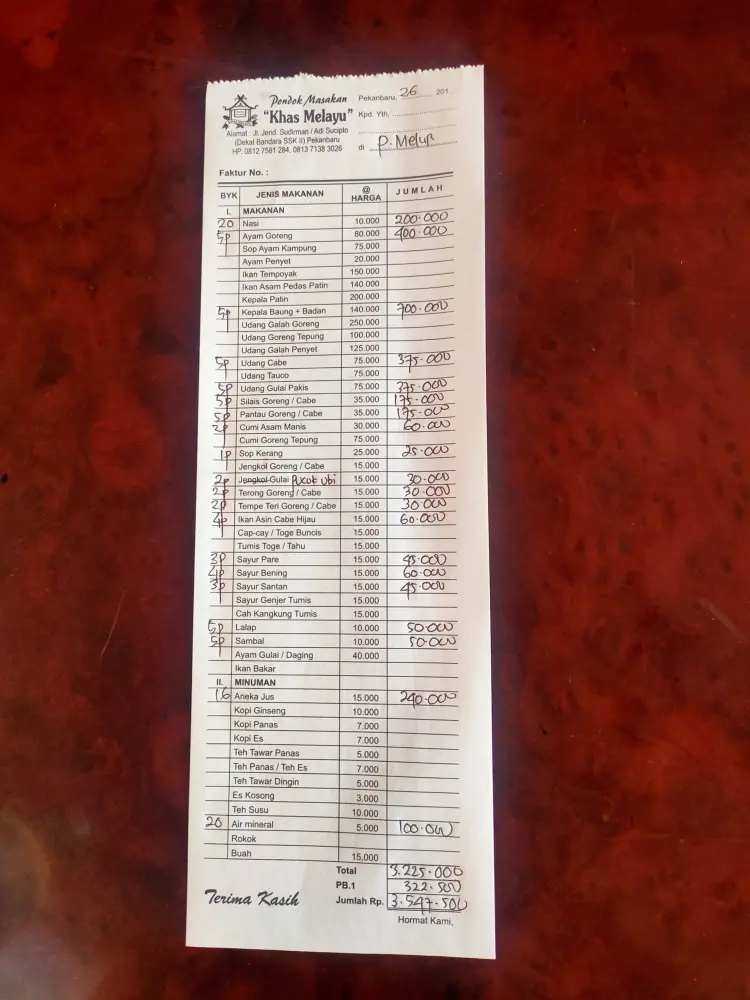 Pondok Masakan
"Khas Melayu"
Alamat : Jl. Jend. Sudirman / Adi Sucipto
(Dekat Bandara SSK II) Pekanbaru
HP. 0812 7581 284, 0813 7138 3026
Pekanbaru, 26 201
Kpd. Yth,
di P. Melur
Faktur No. :
BYK JENIS MAKANAN @ HARGA JUMLAH
I. MAKANAN
20 Nasi 10.000 200.000
5p Ayam Goreng 80.000 400.000
Sop Ayam Kampung 75.000
Ayam Penyet 20.000
Ikan Tempoyak 150.000
Ikan Asam Pedas Patin 140.000
Kepala Patin 200.000
5p Kepala Baung + Badan 140.000 700.000
Udang Galah Goreng 250.000
Udang Goreng Tepung 100.000
Udang Galah Penyet 125.000
5p Udang Cabe 75.000 375.000
Udang Tauco 75.000
5p Udang Gulai Pakis 75.000 375.000
5p Silais Goreng / Cabe 35.000 175.000
5p Pantau Goreng / Cabe 35.000 175.000
2p Cumi Asam Manis 30.000 60.000
Cumi Goreng Tepung 75.000
1p Sop Kerang 25.000 25.000
Jengkol Goreng / Cabe 15.000
2p Jengkol Gulai Pucuk Ubi 15.000 30.000
2p Terong Goreng / Cabe 15.000 30.000
2p Tempe Teri Goreng / Cabe 15.000 30.000
4p Ikan Asin Cabe Hijau 15.000 60.000
Cap-cay / Toge Buncis 15.000
Tumis Toge / Tahu 15.000
3p Sayur Pare 15.000 45.000
4p Sayur Bening 15.000 60.000
3p Sayur Santan 15.000 45.000
Sayur Genjer Tumis 15.000
Cah Kangkung Tumis 15.000
5p Lalap 10.000 50.000
5p Sambal 10.000 50.000
Ayam Gulai / Daging 40.000
Ikan Bakar
II. MINUMAN
16 Aneka Jus 15.000 240.000
Kopi Ginseng 10.000
Kopi Panas 7.000
Kopi Es 7.000
Teh Tawar Panas 5.000
Teh Panas / Teh Es 7.000
Teh Tawar Dingin 5.000
Es Kosong 3.000
Teh Susu 10.000
20 Air mineral 5.000 100.000
Rokok
Buah 15.000
Total 3.225.000
PB.1 322.500
Jumlah Rp. 3.547.500
Terima Kasih
Hormat Kami,